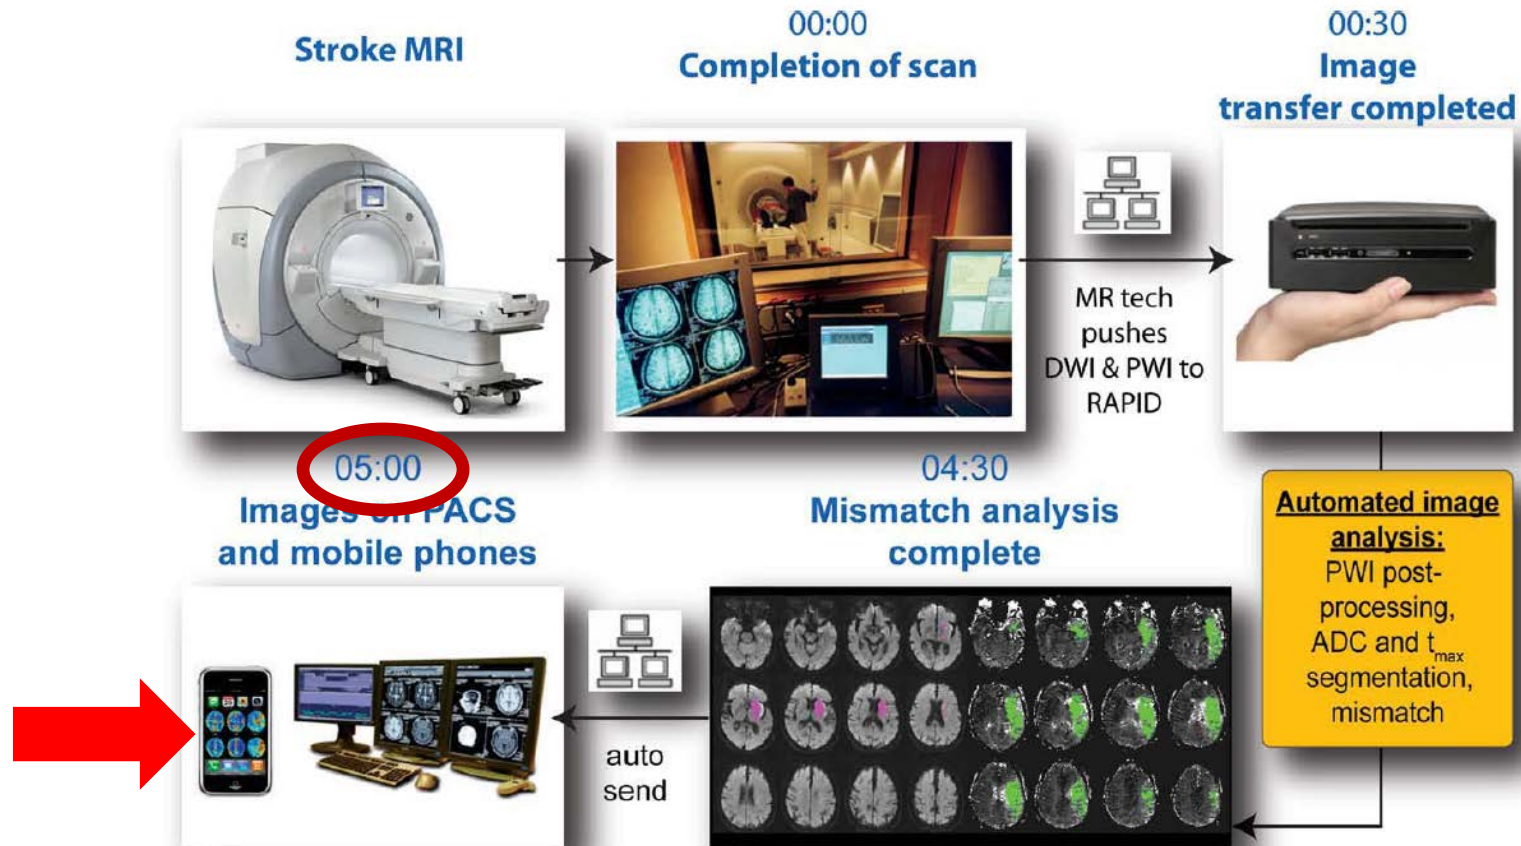 Stroke MRI
00:00
Completion of scan
00:30
Image
transfer completed
MR tech
pushes
DWI & PWI to
RAPID
Automated image
analysis:
PWI post-
processing,
ADC and tmax
segmentation,
mismatch
04:30
Mismatch analysis
complete
auto
send
05:00
Images on PACS
and mobile phones